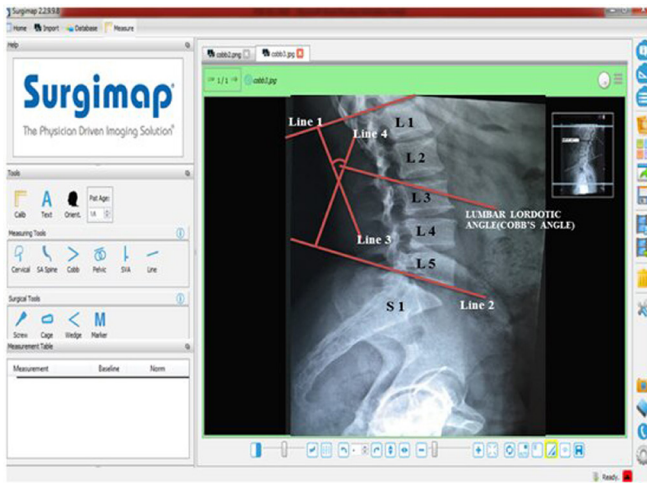 Surgimap 2.2.9.9.8
Home Import Database Measure
Help
Surgimap
The Physician Driven Imaging Solution
Tools
Calib Text Orient. Pat Age:
Measuring Tools
Cervical SA Spine Cobb Pelvic SVA Line
Surgical Tools
Screw Cage Wedge Marker
Measurement Table
Measurement Baseline Norm
cobb2.png cobb3.jpg
1/1 cobb3.jpg
Line 1
Line 4
L 1
L 2
L 3
LUMBAR LORDOTIC
ANGLE(COBB'S ANGLE)
Line 3
L 4
L 5
Line 2
S 1
Ready.